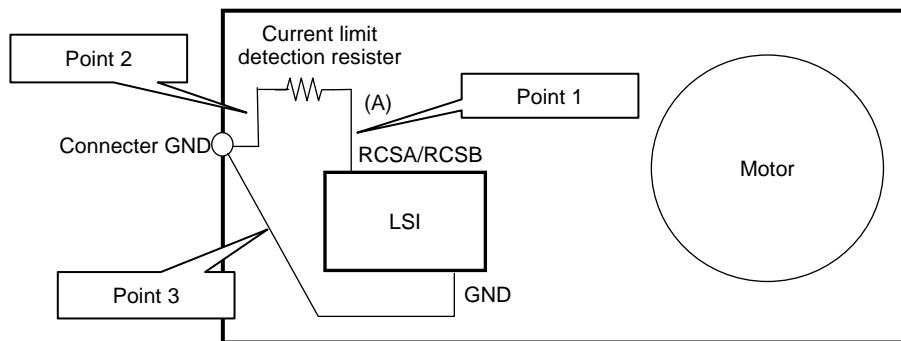 Current limit
detection resister
Point 2
(A)
Point 1
Connecter GND
RCSA/RCSB
LSI
Motor
Point 3
GND